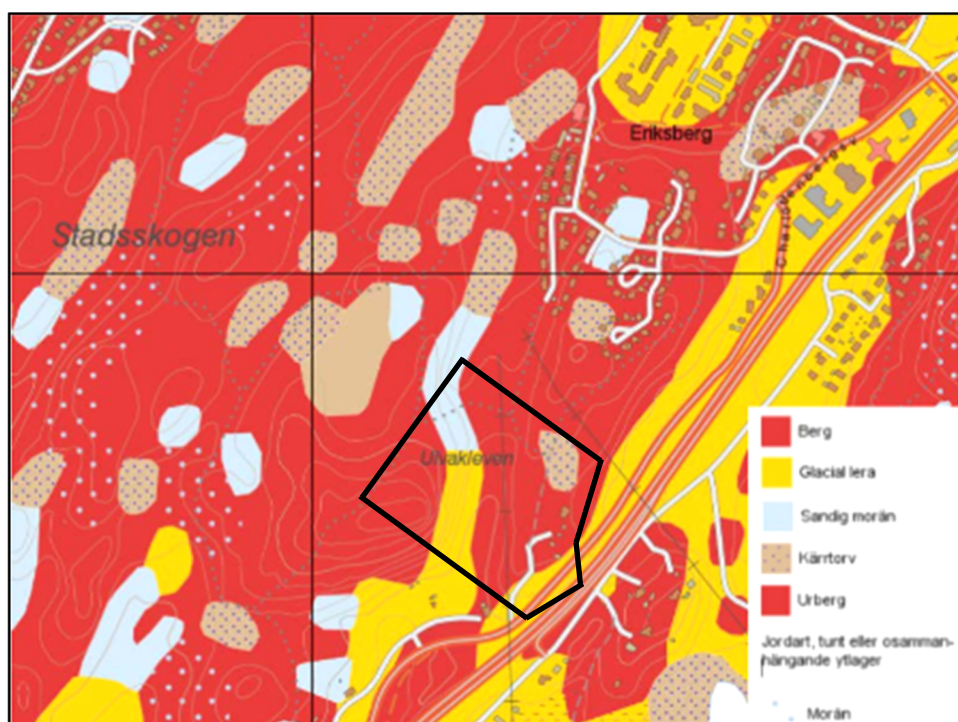 Eriksberg
Stadsskogen
Ulvakleven
Berg
Glacial lera
Sandig morän
Kärrtorv
Urberg
Jordart, tunt eller osamman-
hängande ytlager
Morän